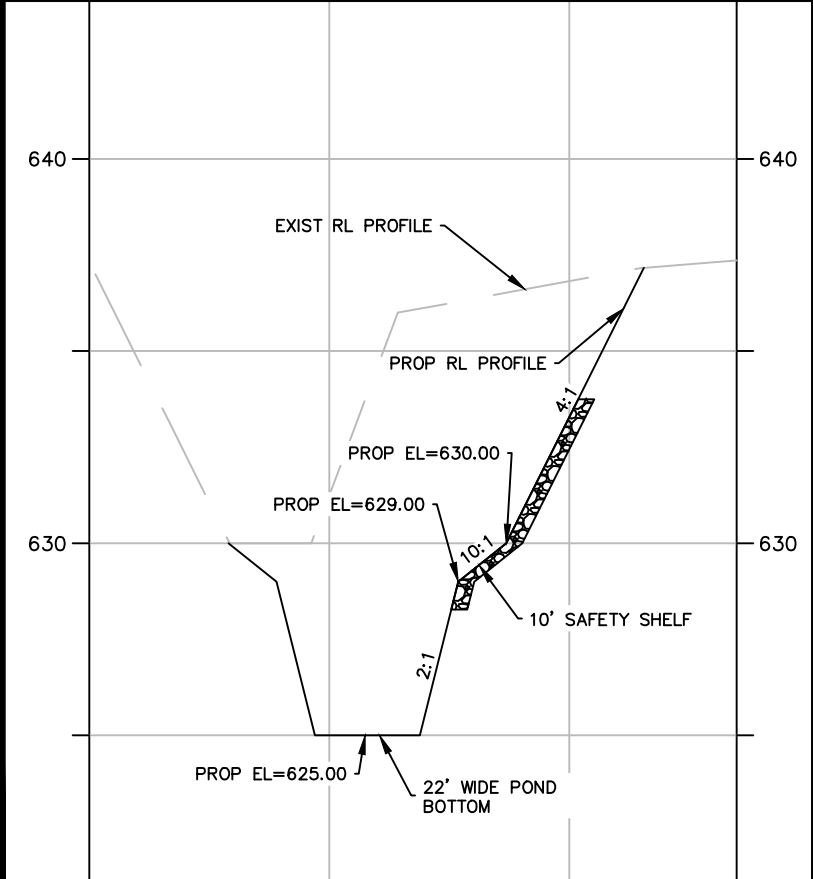 640
640
EXIST RL PROFILE
PROP RL PROFILE
4:1
PROP EL=630.00
PROP EL=629.00
630
630
10:1
10' SAFETY SHELF
2:1
PROP EL=625.00
22' WIDE POND
BOTTOM